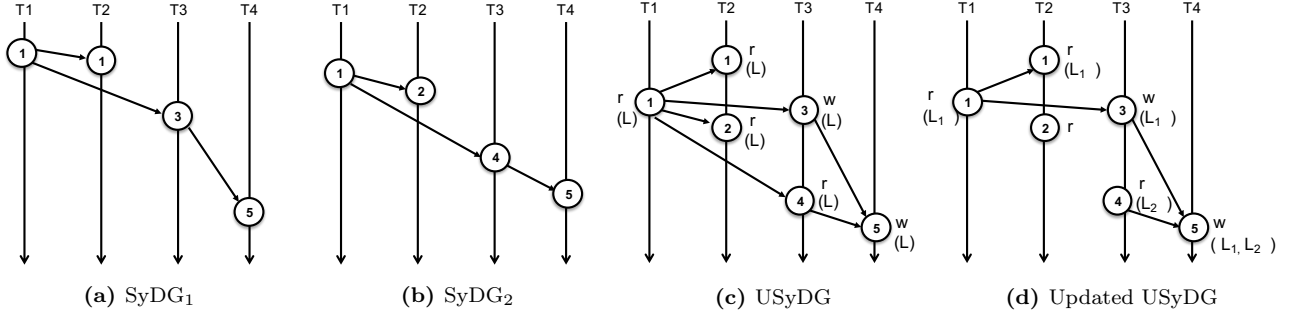 T1 T2 T3 T4
1
1
3
5
(a) SyDG1
T1 T2 T3 T4
1
2
4
5
(b) SyDG2
T1 T2 T3 T4
1 r
(L)
r
(L) 1
3 w
(L)
2 r
(L)
4 r
(L)
5 w
(L)
(c) USyDG
T1 T2 T3 T4
1 r
(L1 )
r
(L1 ) 1
3 w
(L1 )
2 r
4 r
(L2 )
5 w
( L1, L2 )
(d) Updated USyDG